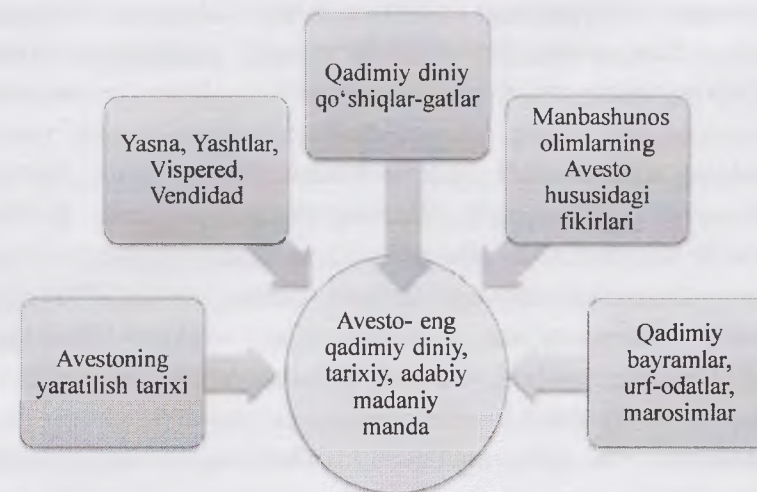 Qadimiy diniy
qo‘shiqlar-gatlar
Yasna, Yashtlar,
Vispered,
Vendidad
Manbashunos
olimlarning
Avesto
hususidagi
fikirlari
Avestoning
yaratilish tarixi
Avesto- eng
qadimiy diniy,
tarixiy, adabiy
madaniy
manda
Qadimiy
bayramlar,
urf-odatlar,
marosimlar